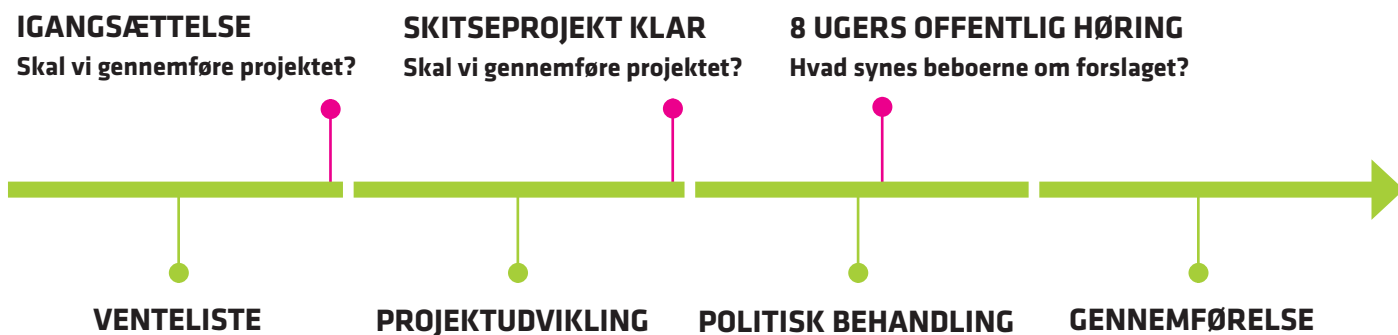 IGANGSÆTTELSE
Skal vi gennemføre projektet?
SKITSEPROJEKT KLAR
Skal vi gennemføre projektet?
8 UGERS OFFENTLIG HØRING
Hvad synes beboerne om forslaget?
VENTELISTE
PROJEKTUDVIKLING
POLITISK BEHANDLING
GENNEMFØRELSE